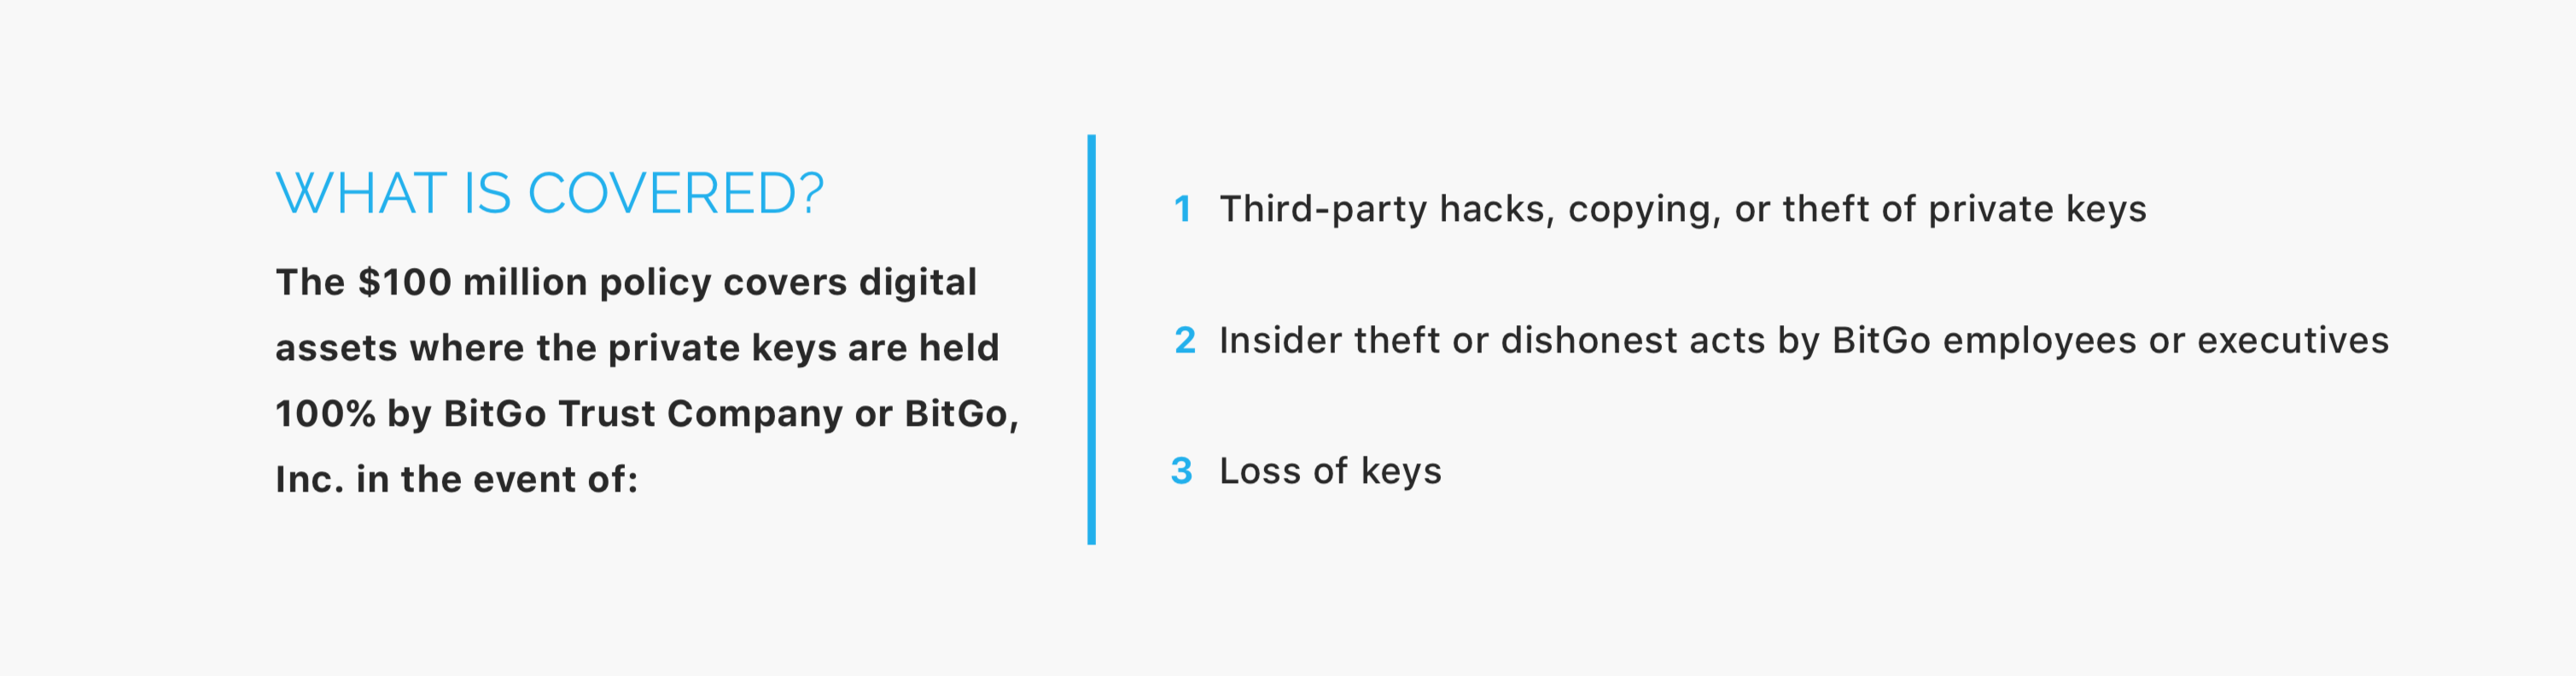 WHAT IS COVERED?
The $100 million policy covers digital
assets where the private keys are held
100% by BitGo Trust Company or BitGo,
Inc. in the event of:
1 Third-party hacks, copying, or theft of private keys
2 Insider theft or dishonest acts by BitGo employees or executives
3 Loss of keys